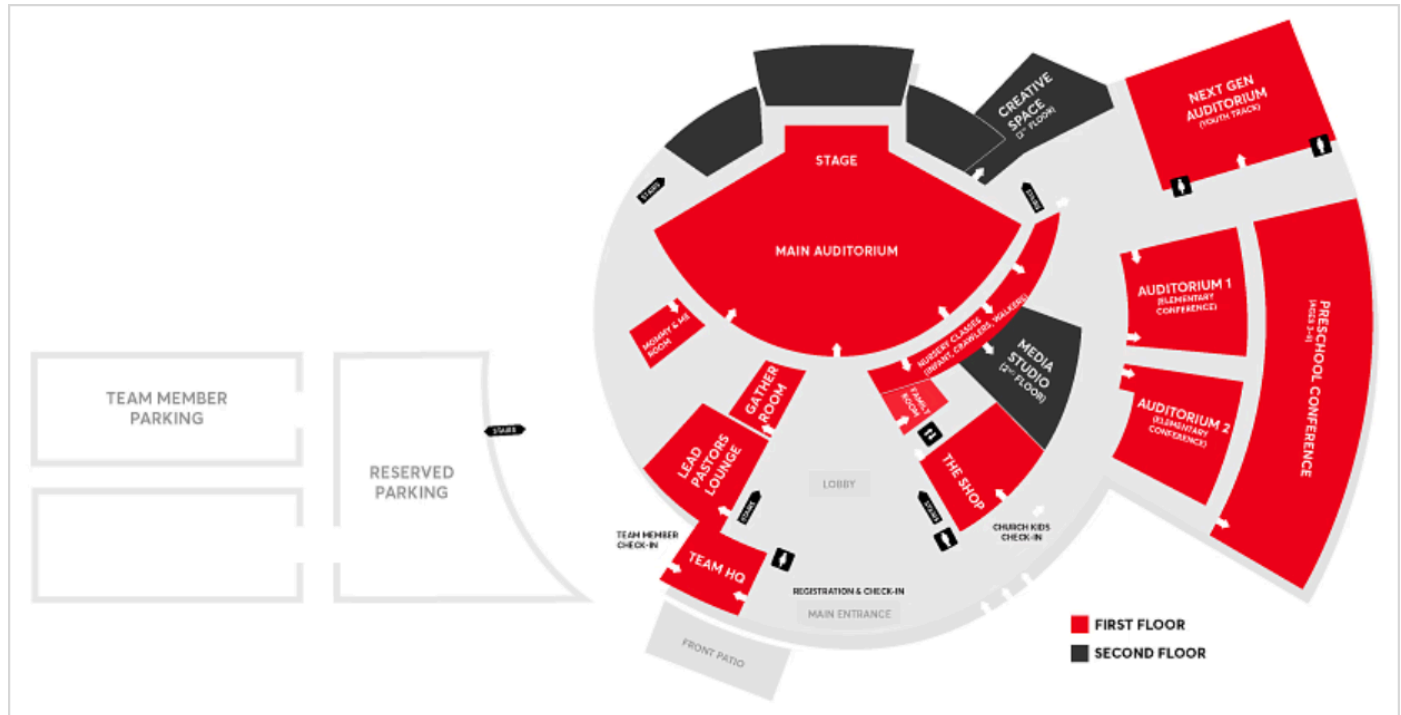 CREATIVE
SPACE
(2ND FLOOR)
NEXT GEN
AUDITORIUM
(YOUTH TRACK)
STAGE
STAIRS
STAIRS
MAIN AUDITORIUM
MOMMY & ME
ROOM
NURSERY CLASSES
(INFANT, CRAWLERS, WALKERS)
AUDITORIUM 1
(ELEMENTARY
CONFERENCE)
PRESCHOOL CONFERENCE
(AGES 3-5)
MEDIA
STUDIO
(2ND FLOOR)
GATHER
ROOM
FAMILY
ROOM
AUDITORIUM 2
(ELEMENTARY
CONFERENCE)
TEAM MEMBER
PARKING
STAIRS
RESERVED
PARKING
LEAD
PASTORS
LOUNGE
LOBBY
THE SHOP
STAIRS
STAIRS
TEAM MEMBER
CHECK-IN
CHURCH KIDS
CHECK-IN
TEAM HQ
REGISTRATION & CHECK-IN
MAIN ENTRANCE
FRONT PATIO
FIRST FLOOR
SECOND FLOOR